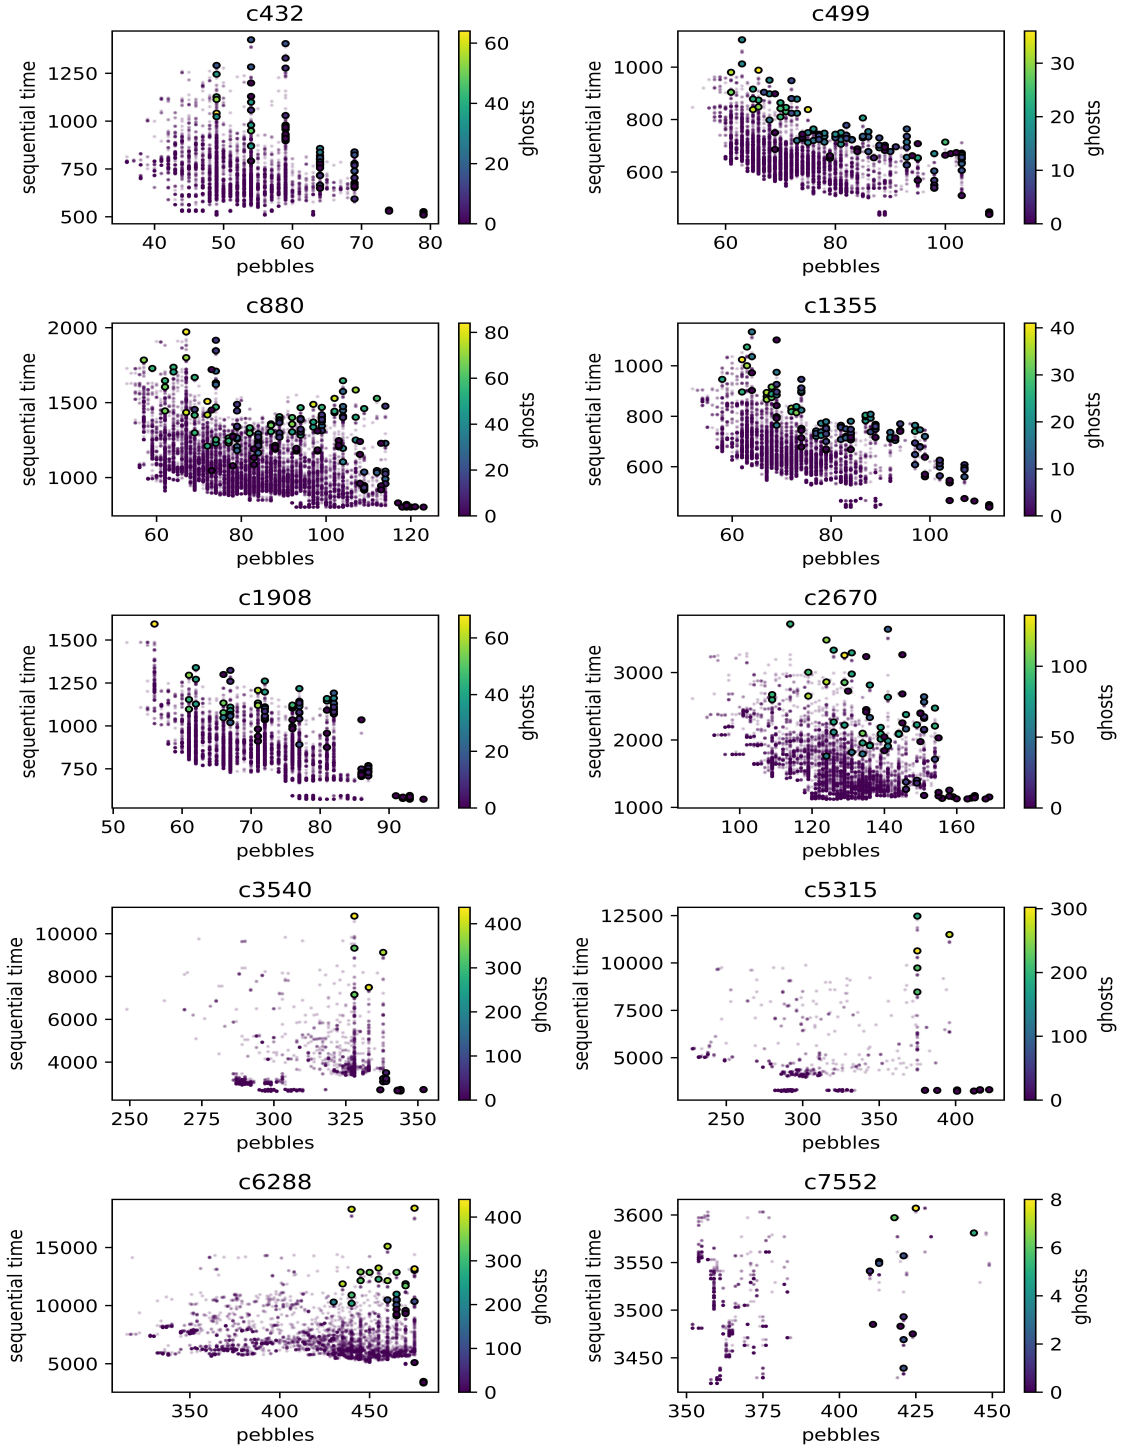 c432
sequential time
1250
1000
750
500
40 50 60 70 80
pebbles
60
40
20
0
ghosts
c499
sequential time
1000
800
600
60 80 100
pebbles
30
20
10
0
ghosts
c880
sequential time
2000
1500
1000
60 80 100 120
pebbles
80
60
40
20
0
ghosts
c1355
sequential time
1000
800
600
60 80 100
pebbles
40
30
20
10
0
ghosts
c1908
sequential time
1500
1250
1000
750
50 60 70 80 90
pebbles
60
40
20
0
ghosts
c2670
sequential time
3000
2000
1000
100 120 140 160
pebbles
100
50
0
ghosts
c3540
sequential time
10000
8000
6000
4000
250 275 300 325 350
pebbles
400
300
200
100
0
ghosts
c5315
sequential time
12500
10000
7500
5000
250 300 350 400
pebbles
300
200
100
0
ghosts
c6288
sequential time
15000
10000
5000
350 400 450
pebbles
400
300
200
100
0
ghosts
c7552
sequential time
3600
3550
3500
3450
350 375 400 425 450
pebbles
8
6
4
2
0
ghosts